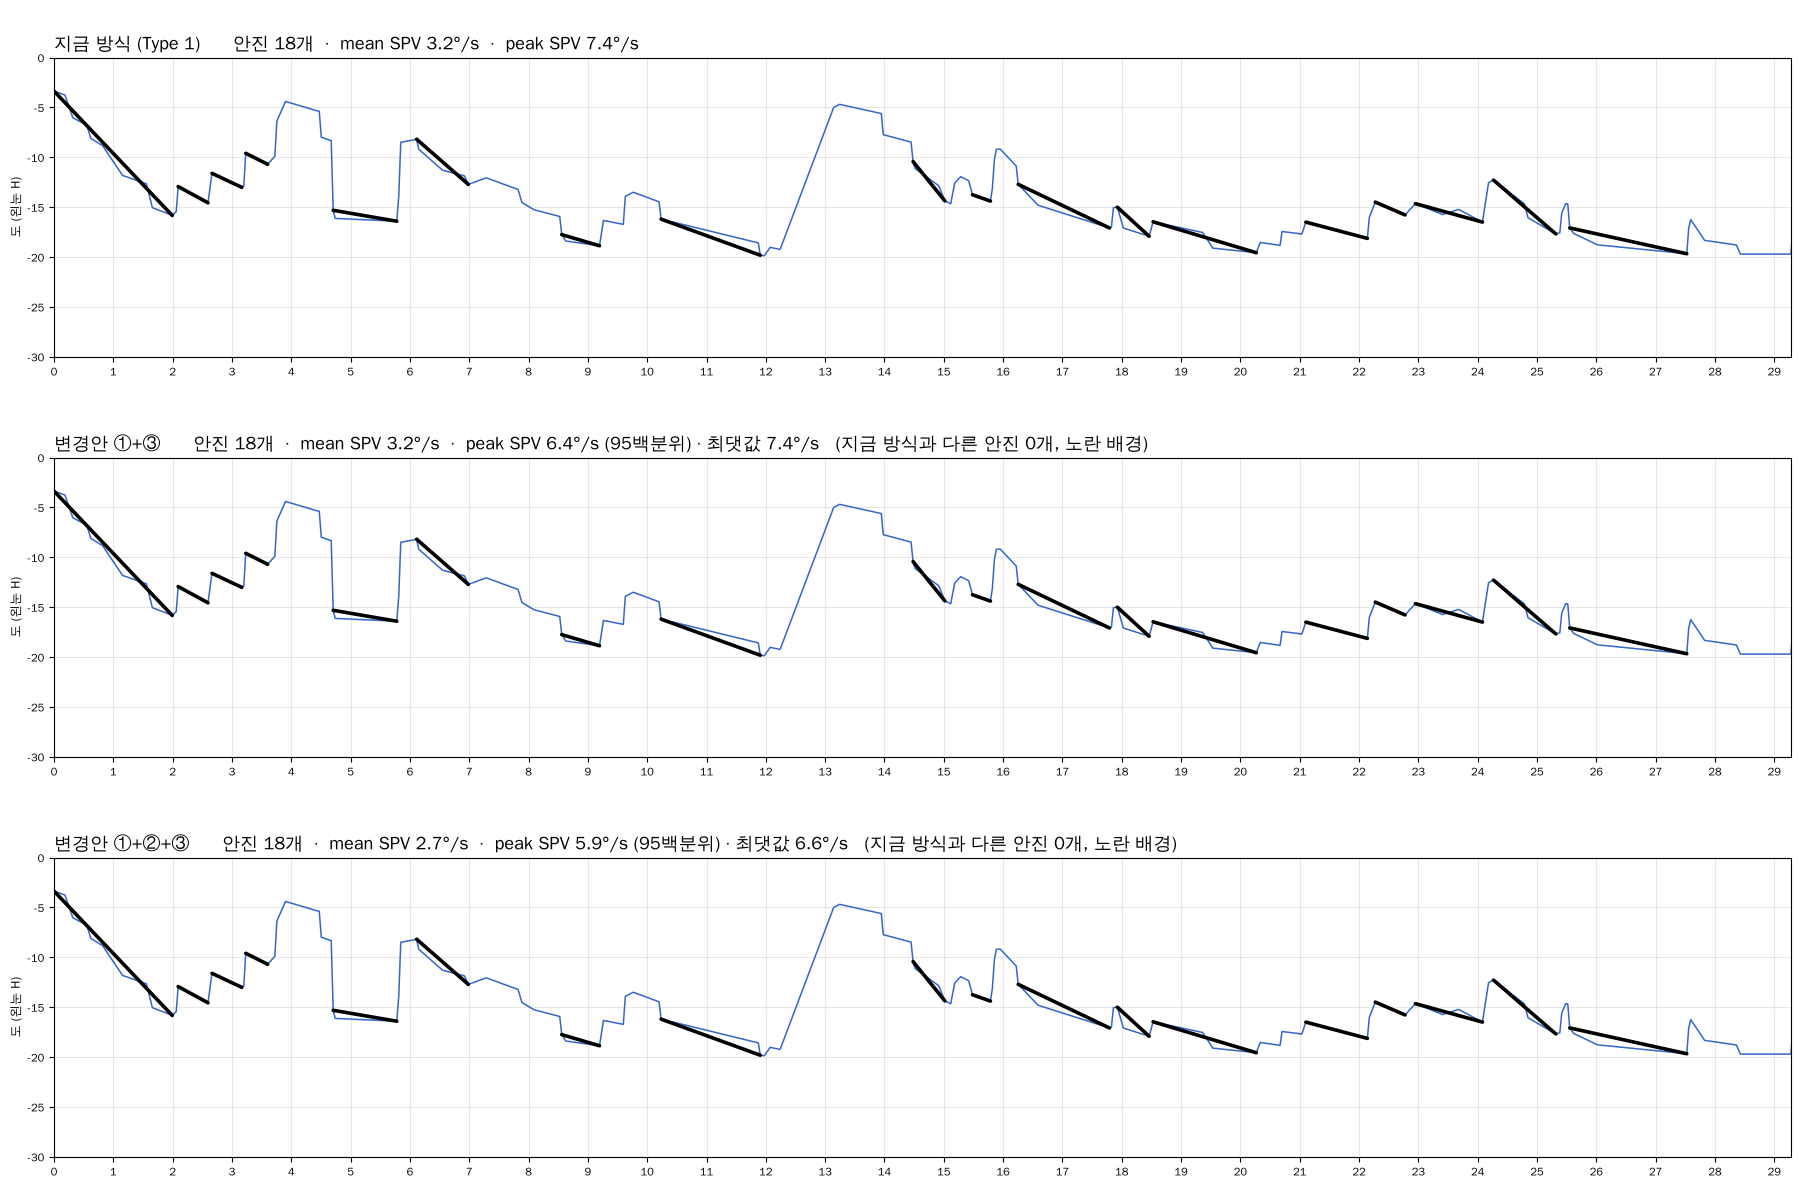 지금 방식 (Type 1) 안진 18개 · mean SPV 3.2°/s · peak SPV 7.4°/s
0
-5
-10
-15
-20
-25
-30
도 (왼눈 H)
0 1 2 3 4 5 6 7 8 9 10 11 12 13 14 15 16 17 18 19 20 21 22 23 24 25 26 27 28 29
변경안 ①+③ 안진 18개 · mean SPV 3.2°/s · peak SPV 6.4°/s (95백분위) · 최댓값 7.4°/s (지금 방식과 다른 안진 0개, 노란 배경)
0
-5
-10
-15
-20
-25
-30
도 (왼눈 H)
0 1 2 3 4 5 6 7 8 9 10 11 12 13 14 15 16 17 18 19 20 21 22 23 24 25 26 27 28 29
변경안 ①+②+③ 안진 18개 · mean SPV 2.7°/s · peak SPV 5.9°/s (95백분위) · 최댓값 6.6°/s (지금 방식과 다른 안진 0개, 노란 배경)
0
-5
-10
-15
-20
-25
-30
도 (왼눈 H)
0 1 2 3 4 5 6 7 8 9 10 11 12 13 14 15 16 17 18 19 20 21 22 23 24 25 26 27 28 29